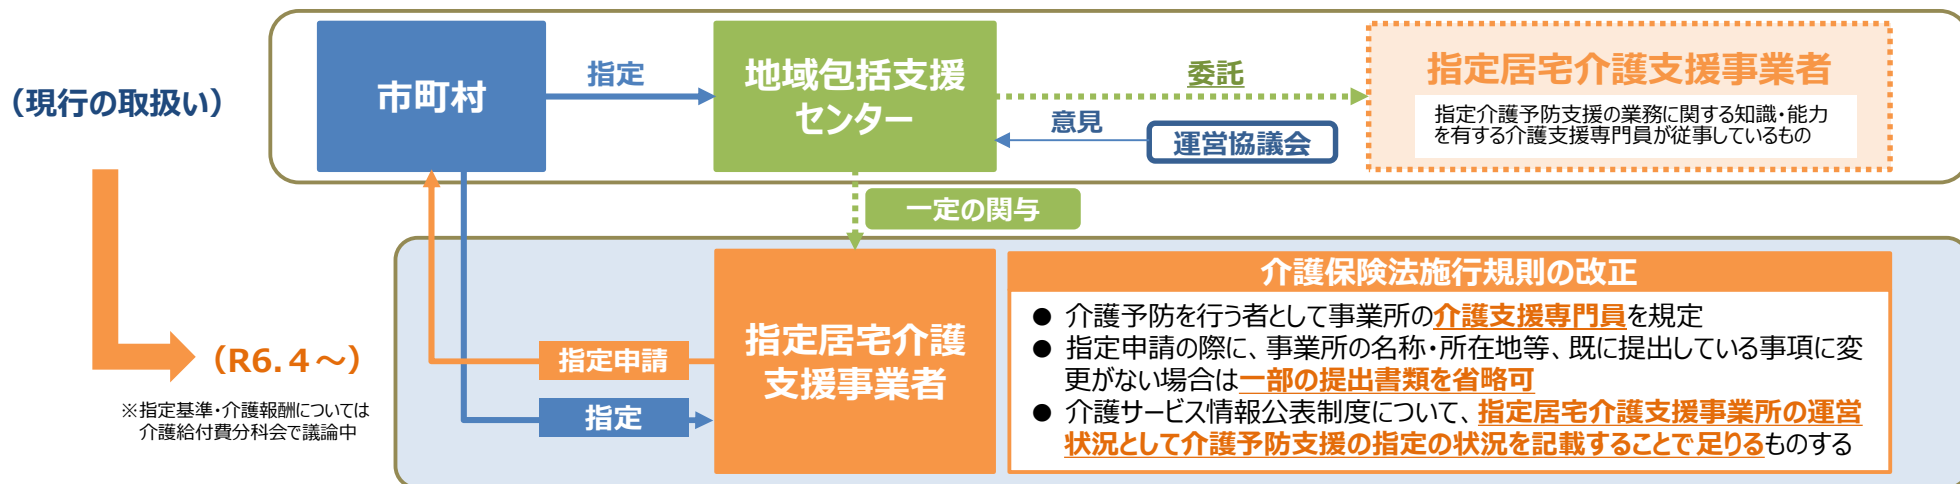 （現行の取扱い）
市町村
指定
地域包括支援
センター
委託
意見
運営協議会
指定居宅介護支援事業者
指定介護予防支援の業務に関する知識・能力
を有する介護支援専門員が従事しているもの
一定の関与
（R6.４～）
※指定基準・介護報酬については
介護給付費分科会で議論中
指定申請
指定
指定居宅介護
支援事業者
介護保険法施行規則の改正
● 介護予防を行う者として事業所の介護支援専門員を規定
● 指定申請の際に、事業所の名称・所在地等、既に提出している事項に変
更がない場合は一部の提出書類を省略可
● 介護サービス情報公表制度について、指定居宅介護支援事業所の運営
状況として介護予防支援の指定の状況を記載することで足りるものする